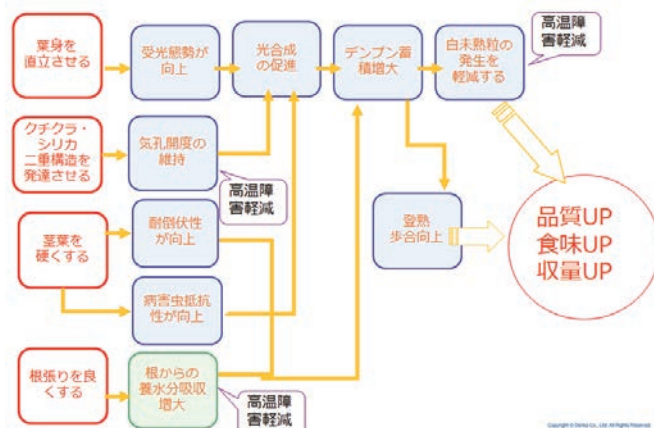 葉身を
直立させる
受光態勢が
向上
光合成
の促進
デンプン蓄
積増大
白未熟粒の
発生を
軽減する
高温障
害軽減
クチクラ・
シリカ
二重構造を
発達させる
気孔開度の
維持
高温障
害軽減
茎葉を
硬くする
耐倒伏性
が向上
登熟
歩合向上
品質UP
食味UP
収量UP
病害虫抵抗
性が向上
根張りを良
くする
根からの
養水分吸収
増大
高温障
害軽減
Copyright © Denka Co., Ltd. All Rights Reserved.